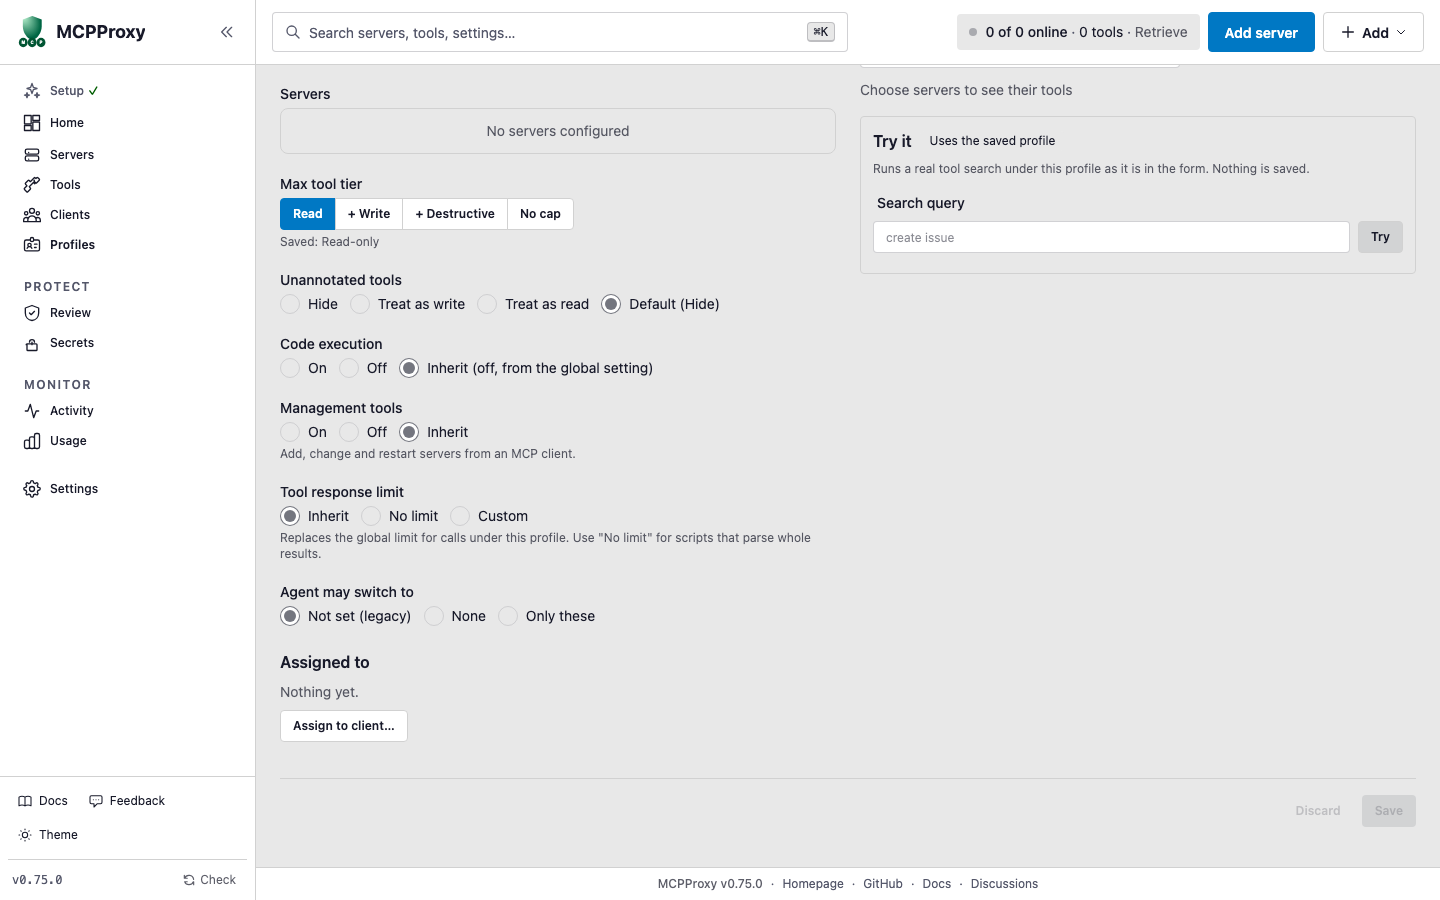 MCPProxy
Search servers, tools, settings...
⌘K
0 of 0 online · 0 tools · Retrieve
Add server
Add
Setup
Home
Servers
Tools
Clients
Profiles
PROTECT
Review
Secrets
MONITOR
Activity
Usage
Settings
Docs
Feedback
Theme
v0.75.0
Check
Servers
No servers configured
Max tool tier
Read
+ Write
+ Destructive
No cap
Saved: Read-only
Unannotated tools
Hide
Treat as write
Treat as read
Default (Hide)
Code execution
On
Off
Inherit (off, from the global setting)
Management tools
On
Off
Inherit
Add, change and restart servers from an MCP client.
Tool response limit
Inherit
No limit
Custom
Replaces the global limit for calls under this profile. Use "No limit" for scripts that parse whole
results.
Agent may switch to
Not set (legacy)
None
Only these
Assigned to
Nothing yet.
Assign to client...
Choose servers to see their tools
Try it
Uses the saved profile
Runs a real tool search under this profile as it is in the form. Nothing is saved.
Search query
create issue
Try
Discard
Save
MCPProxy v0.75.0 · Homepage · GitHub · Docs · Discussions